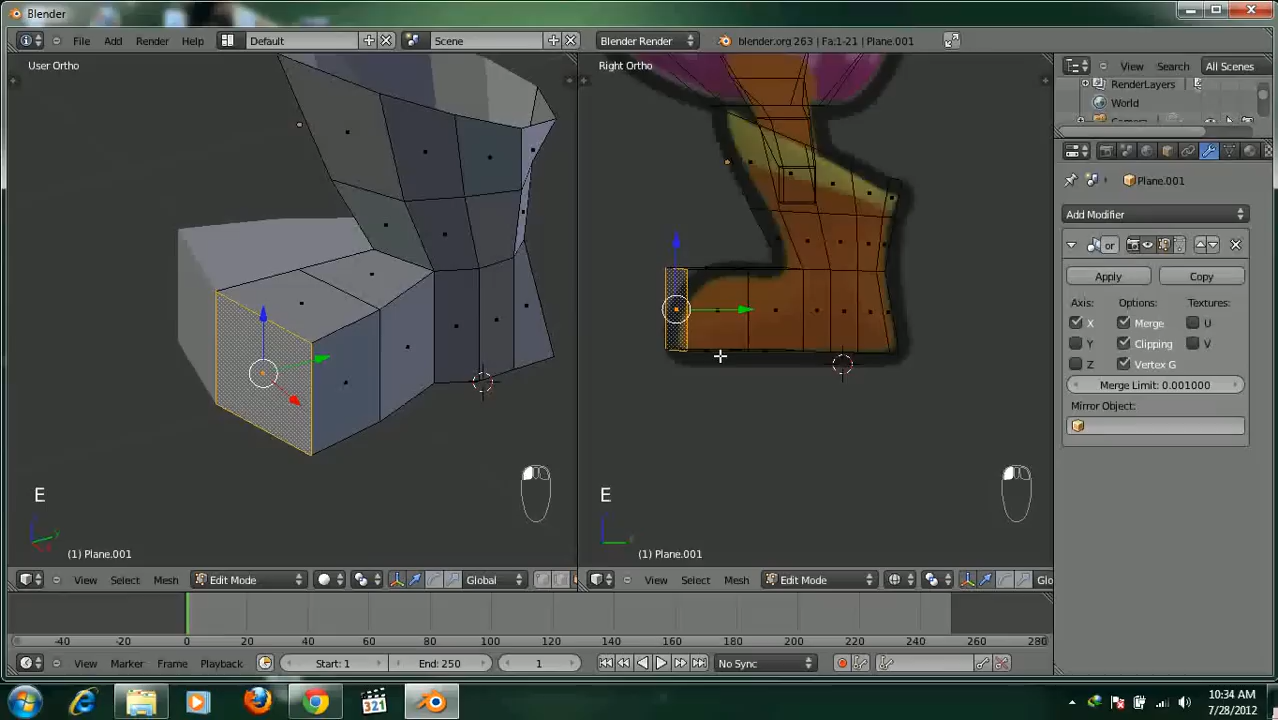 Blender
File Add Render Help Default Scene Blender Render blender.org 263 | Fa:1-21 | Plane.001
User Ortho
Right Ortho
View Search All Scenes
RenderLayers
World
Plane.001
Add Modifier
or
Apply Copy
Axis: Options: Textures:
X Merge U
Y Clipping V
Z Vertex G
Merge Limit: 0.001000
Mirror Object:
E
E
(1) Plane.001
(1) Plane.001
View Select Mesh Edit Mode Global
View Select Mesh Edit Mode Glo
-40 -20 0 20 40 60 80 100 120 140 160 180 200 220 240 260 280
View Marker Frame Playback Start: 1 End: 250 1 No Sync
321
10:34 AM
7/28/2012